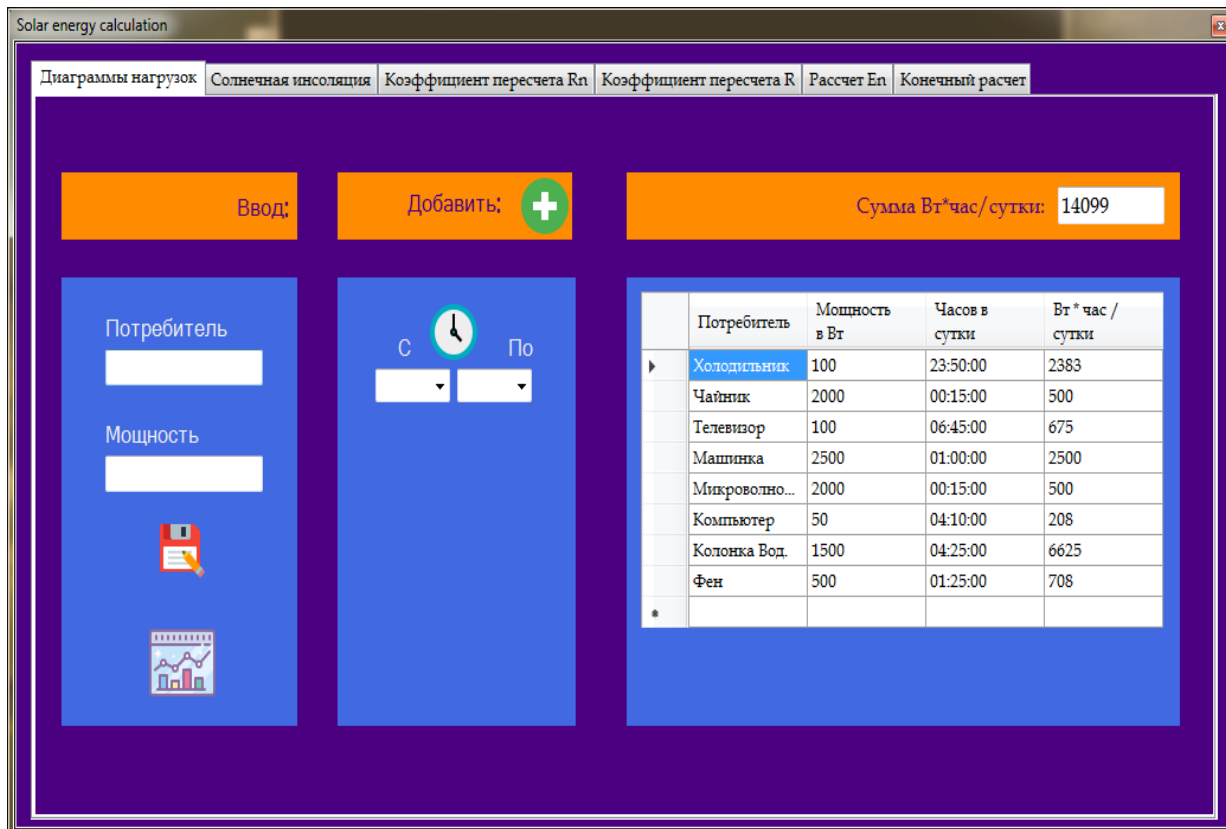 Solar energy calculation
Диаграммы нагрузок Солнечная инсоляция Коэффициент пересчета Rn Коэффициент пересчета R Рассчет En Конечный расчет
Ввод:
Добавить:
Сумма Вт*час/сутки: 14099
Потребитель
Мощность
С По
Потребитель Мощность в Вт Часов в сутки Вт * час / сутки
Холодильник 100 23:50:00 2383
Чайник 2000 00:15:00 500
Телевизор 100 06:45:00 675
Машинка 2500 01:00:00 2500
Микроволно... 2000 00:15:00 500
Компьютер 50 04:10:00 208
Колонка Вод. 1500 04:25:00 6625
Фен 500 01:25:00 708